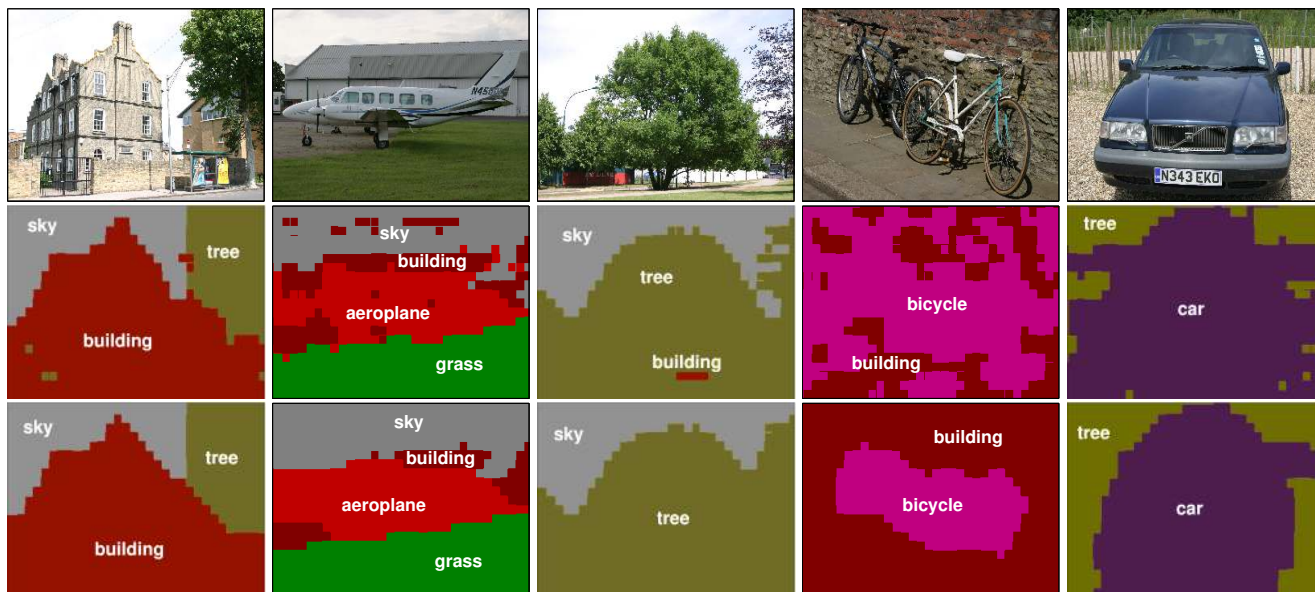 N343 EKO
sky
tree
building
sky
building
aeroplane
grass
sky
tree
building
bicycle
building
tree
car
sky
tree
building
sky
building
aeroplane
grass
sky
tree
building
bicycle
tree
car